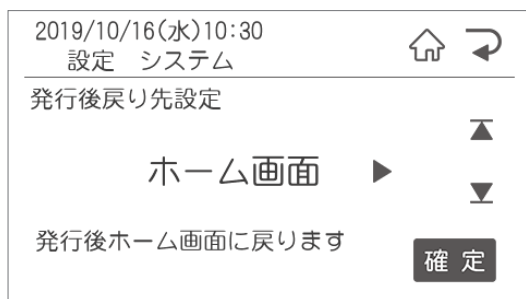 2019/10/16(水)10:30
設定　システム
発行後戻り先設定
ホーム画面
発行後ホーム画面に戻ります
確 定